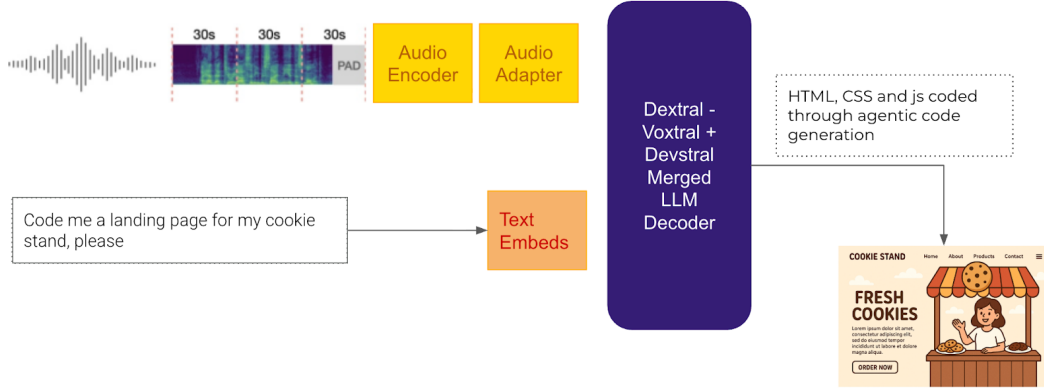 30s 30s 30s
PAD
Audio
Encoder
Audio
Adapter
Dextral -
Voxtral +
Devstral
Merged
LLM
Decoder
HTML, CSS and js coded
through agentic code
generation
Code me a landing page for my cookie
stand, please
Text
Embeds
COOKIE STAND Home About Products Contact
FRESH
COOKIES
Lorem ipsum dolor sit amet,
consectetur adipiscing elit,
sed do eiusmod tempor
incididunt ut labore et dolore
magna aliqua.
ORDER NOW